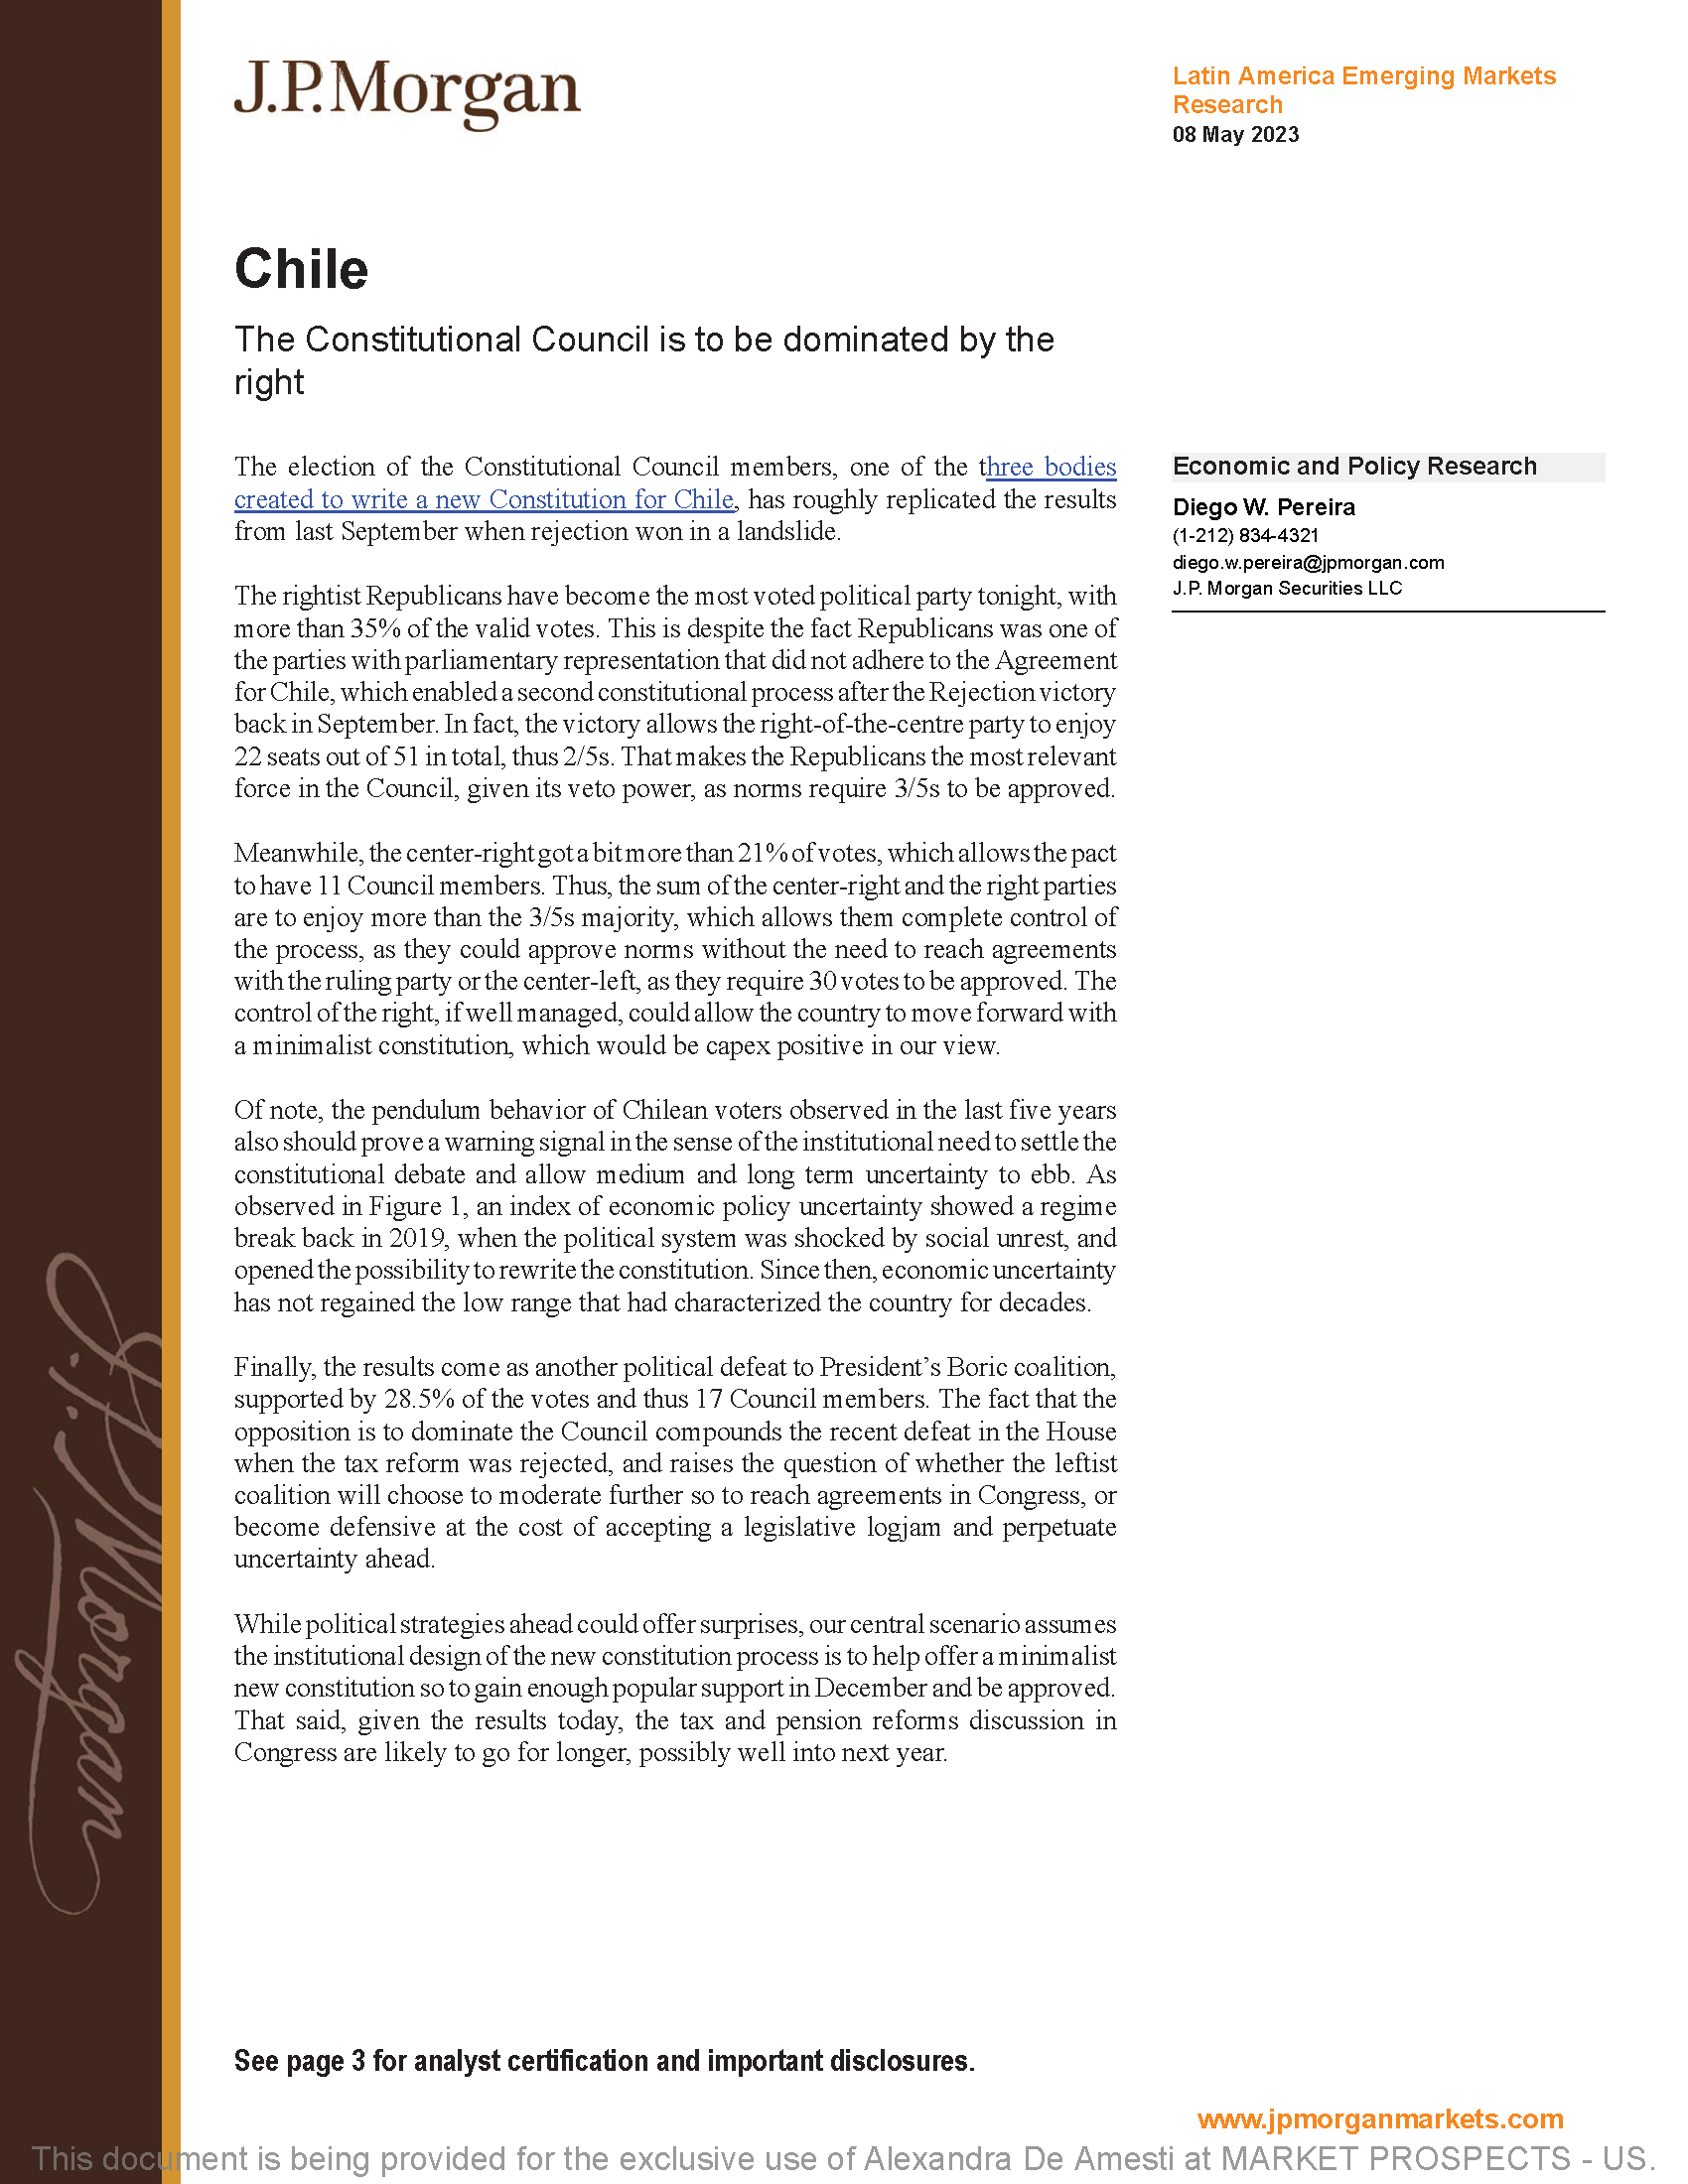 J.P.Morgan
Latin America Emerging Markets
Research
08 May 2023
Chile
The Constitutional Council is to be dominated by the
right
The election of the Constitutional Council members, one of the three bodies
created to write a new Constitution for Chile, has roughly replicated the results
from last September when rejection won in a landslide.
The rightist Republicans have become the most voted political party tonight, with
more than 35% of the valid votes. This is despite the fact Republicans was one of
the parties with parliamentary representation that did not adhere to the Agreement
for Chile, which enabled a second constitutional process after the Rejection victory
back in September. In fact, the victory allows the right-of-the-centre party to enjoy
22 seats out of 51 in total, thus 2/5s. That makes the Republicans the most relevant
force in the Council, given its veto power, as norms require 3/5s to be approved.
Meanwhile, the center-right got a bit more than 21% of votes, which allows the pact
to have 11 Council members. Thus, the sum of the center-right and the right parties
are to enjoy more than the 3/5s majority, which allows them complete control of
the process, as they could approve norms without the need to reach agreements
with the ruling party or the center-left, as they require 30 votes to be approved. The
control of the right, if well managed, could allow the country to move forward with
a minimalist constitution, which would be capex positive in our view.
Of note, the pendulum behavior of Chilean voters observed in the last five years
also should prove a warning signal in the sense of the institutional need to settle the
constitutional debate and allow medium and long term uncertainty to ebb. As
observed in Figure 1, an index of economic policy uncertainty showed a regime
break back in 2019, when the political system was shocked by social unrest, and
opened the possibility to rewrite the constitution. Since then, economic uncertainty
has not regained the low range that had characterized the country for decades.
Finally, the results come as another political defeat to President's Boric coalition,
supported by 28.5% of the votes and thus 17 Council members. The fact that the
opposition is to dominate the Council compounds the recent defeat in the House
when the tax reform was rejected, and raises the question of whether the leftist
coalition will choose to moderate further so to reach agreements in Congress, or
become defensive at the cost of accepting a legislative logjam and perpetuate
uncertainty ahead.
While political strategies ahead could offer surprises, our central scenario assumes
the institutional design of the new constitution process is to help offer a minimalist
new constitution so to gain enough popular support in December and be approved.
That said, given the results today, the tax and pension reforms discussion in
Congress are likely to go for longer, possibly well into next year.
Economic and Policy Research
Diego W. Pereira
(1-212) 834-4321
diego.w.pereira@jpmorgan.com
J.P. Morgan Securities LLC
J.P. Morgan
See page 3 for analyst certification and important disclosures.
www.jpmorganmarkets.com
This document is being provided for the exclusive use of Alexandra De Amesti at MARKET PROSPECTS - US.